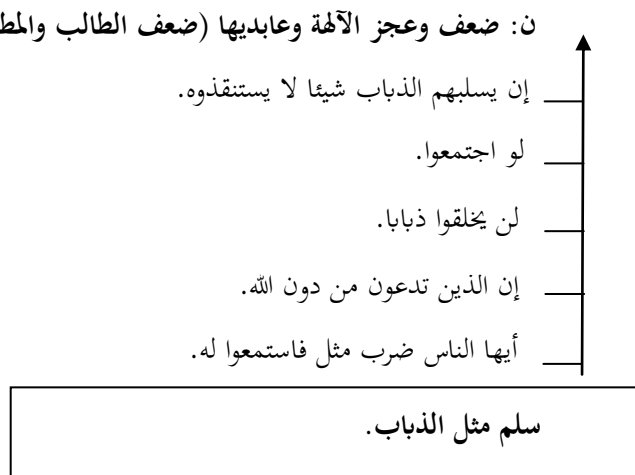 ن: ضعف وعجز الآلهة وعابديها (ضعف الطالب
إن يسلبهم الذباب شيئا لا يستنقذوه.
لو اجتمعوا.
لن يخلقوا ذبابا.
إن الذين تدعون من دون الله.
أيها الناس ضرب مثل فاستمعوا له.
سلم مثل الذباب.